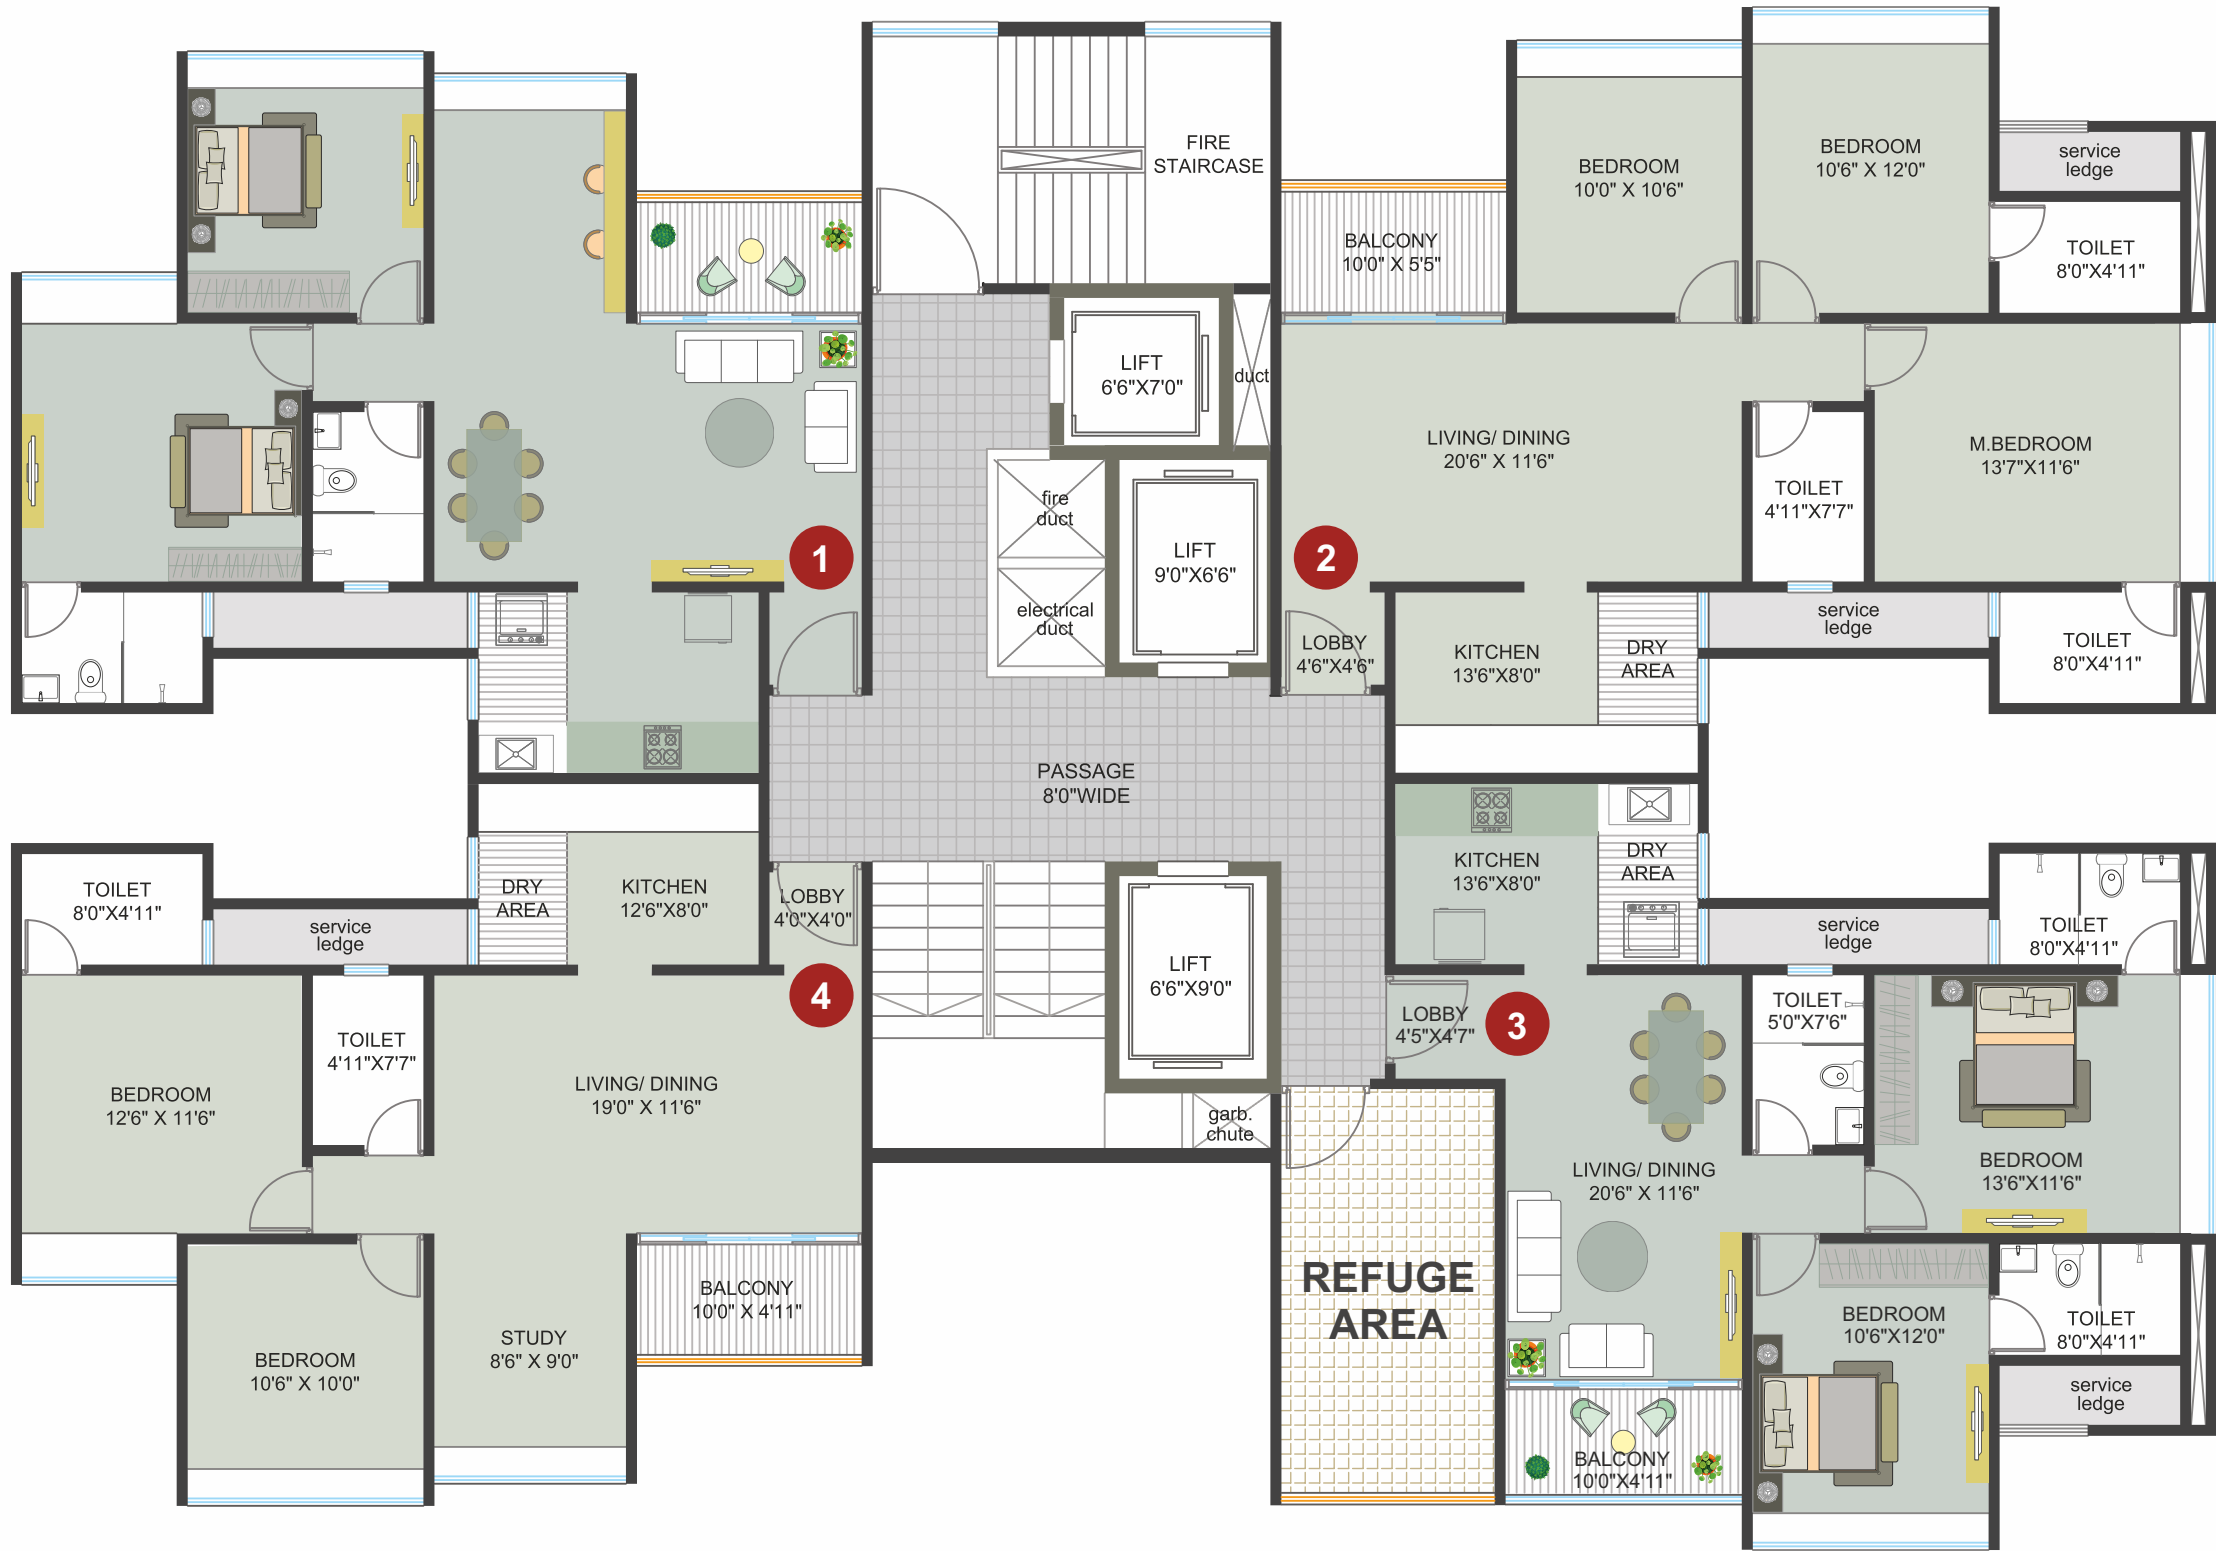 FIRE
STAIRCASE
LIFT
6'6"X7'0"
duct
fire
duct
LIFT
9'0"X6'6"
electrical
duct
1
PASSAGE
8'0"WIDE
LIFT
6'6"X9'0"
garb.
chute
BEDROOM
10'0" X 10'6"
BEDROOM
10'6" X 12'0"
service
ledge
TOILET
8'0"X4'11"
BALCONY
10'0" X 5'5"
LIVING/ DINING
20'6" X 11'6"
M.BEDROOM
13'7"X11'6"
TOILET
4'11"X7'7"
2
LOBBY
4'6"X4'6"
KITCHEN
13'6"X8'0"
DRY
AREA
service
ledge
TOILET
8'0"X4'11"
KITCHEN
13'6"X8'0"
DRY
AREA
service
ledge
TOILET
8'0"X4'11"
LOBBY
4'5"X4'7"
3
TOILET
5'0"X7'6"
LIVING/ DINING
20'6" X 11'6"
BEDROOM
13'6"X11'6"
BEDROOM
10'6"X12'0"
TOILET
8'0"X4'11"
service
ledge
BALCONY
10'0"X4'11"
REFUGE
AREA
TOILET
8'0"X4'11"
service
ledge
DRY
AREA
KITCHEN
12'6"X8'0"
LOBBY
4'0"X4'0"
4
TOILET
4'11"X7'7"
BEDROOM
12'6" X 11'6"
LIVING/ DINING
19'0" X 11'6"
BALCONY
10'0" X 4'11"
STUDY
8'6" X 9'0"
BEDROOM
10'6" X 10'0"